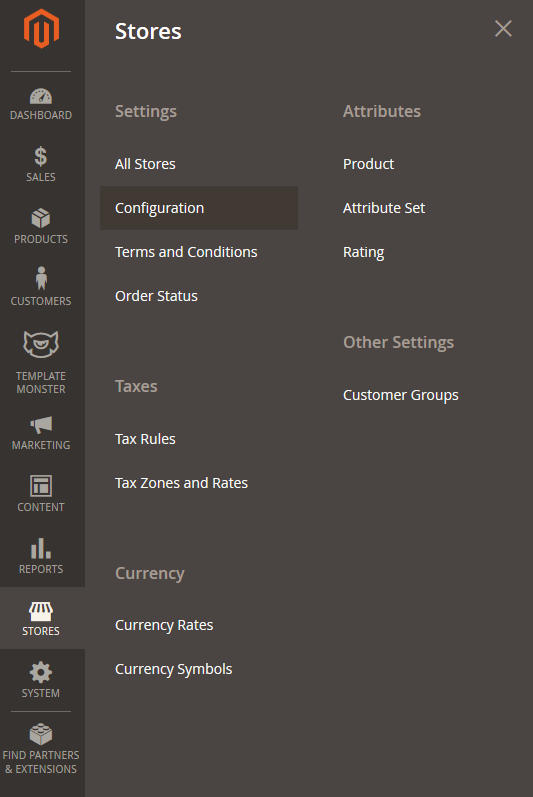 DASHBOARD
SALES
PRODUCTS
CUSTOMERS
TEMPLATE
MONSTER
MARKETING
CONTENT
REPORTS
STORES
SYSTEM
FIND PARTNERS
& EXTENSIONS
Stores
Settings
All Stores
Configuration
Terms and Conditions
Order Status
Taxes
Tax Rules
Tax Zones and Rates
Currency
Currency Rates
Currency Symbols
Attributes
Product
Attribute Set
Rating
Other Settings
Customer Groups